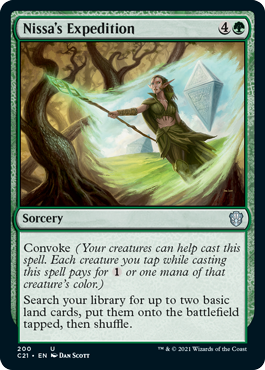 Nissa's Expedition 4
Sorcery
Convoke (Your creatures can help cast this
spell. Each creature you tap while casting
this spell pays for 1 or one mana of that
creature's color.)
Search your library for up to two basic
land cards, put them onto the battlefield
tapped, then shuffle.
200 U
C21 • EN DAN SCOTT
™ & © 2021 Wizards of the Coast